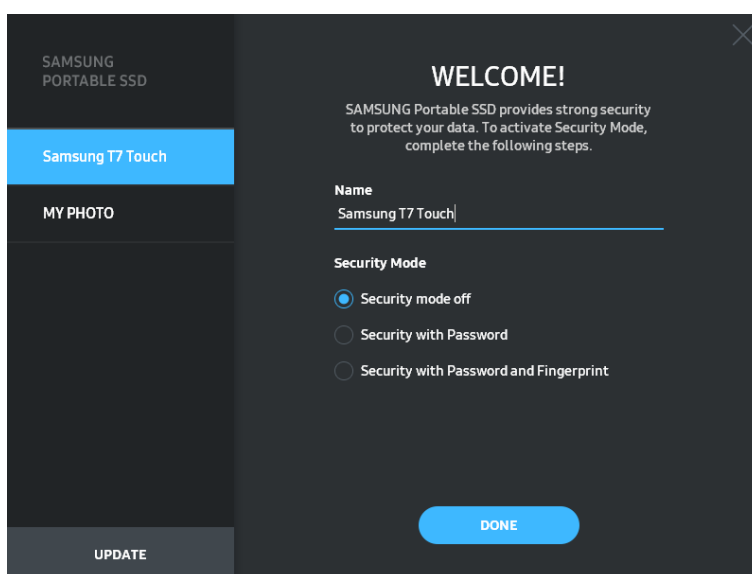 SAMSUNG
PORTABLE SSD
Samsung T7 Touch
MY PHOTO
UPDATE
WELCOME!
SAMSUNG Portable SSD provides strong security
to protect your data. To activate Security Mode,
complete the following steps.
Name
Samsung T7 Touch
Security Mode
Security mode off
Security with Password
Security with Password and Fingerprint
DONE